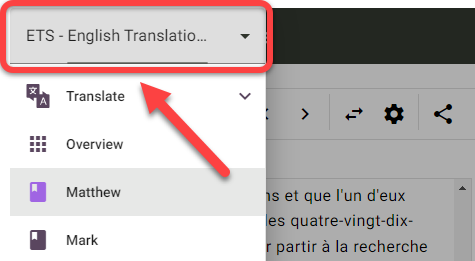 ETS - English Translatio...
Translate
Overview
Matthew
Mark
ns et que l'un d'eux
les quatre-vingt-dix-
r partir à la recherche